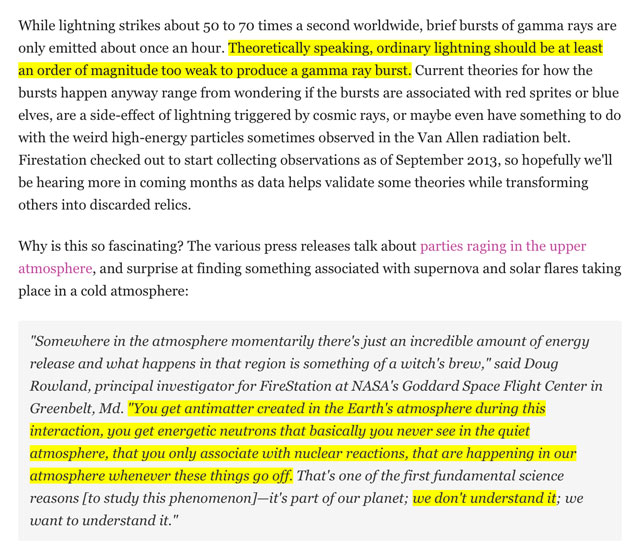 While lightning strikes about 50 to 70 times a second worldwide, brief bursts of gamma rays are
only emitted about once an hour. Theoretically speaking, ordinary lightning should be at least
an order of magnitude too weak to produce a gamma ray burst. Current theories for how the
bursts happen anyway range from wondering if the bursts are associated with red sprites or blue
elves, are a side-effect of lightning triggered by cosmic rays, or maybe even have something to do
with the weird high-energy particles sometimes observed in the Van Allen radiation belt.
Firestation checked out to start collecting observations as of September 2013, so hopefully we'll
be hearing more in coming months as data helps validate some theories while transforming
others into discarded relics.
Why is this so fascinating? The various press releases talk about parties raging in the upper
atmosphere, and surprise at finding something associated with supernova and solar flares taking
place in a cold atmosphere:
"Somewhere in the atmosphere momentarily there's just an incredible amount of energy
release and what happens in that region is something of a witch's brew," said Doug
Rowland, principal investigator for FireStation at NASA's Goddard Space Flight Center in
Greenbelt, Md. "You get antimatter created in the Earth's atmosphere during this
interaction, you get energetic neutrons that basically you never see in the quiet
atmosphere, that you only associate with nuclear reactions, that are happening in our
atmosphere whenever these things go off. That's one of the first fundamental science
reasons [to study this phenomenon]—it's part of our planet; we don't understand it; we
want to understand it."